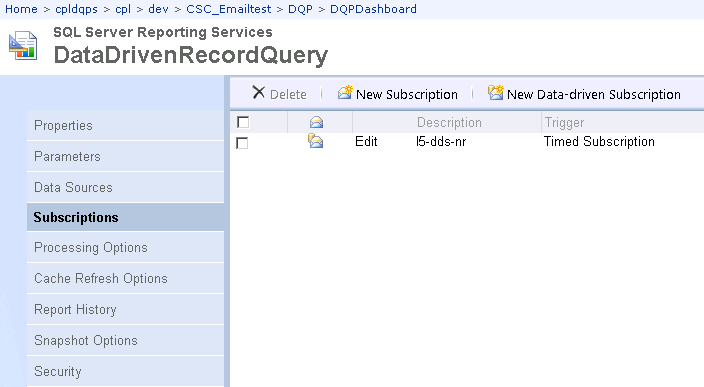 Home > cpldqps > cpl > dev > CSC_Emailtest > DQP > DQPDashboard
SQL Server Reporting Services
DataDrivenRecordQuery
Delete New Subscription New Data-driven Subscription
Properties
Parameters
Data Sources
Subscriptions
Processing Options
Cache Refresh Options
Report History
Snapshot Options
Security
Description Trigger
Edit l5-dds-nr Timed Subscription